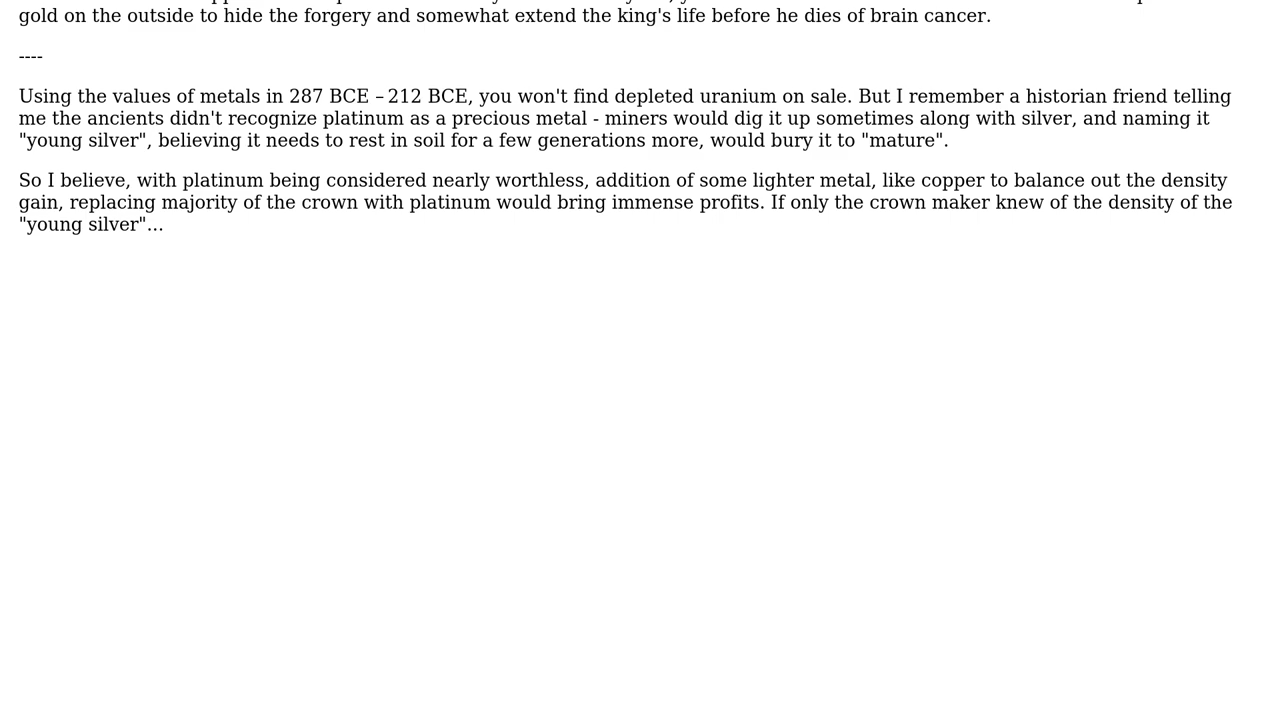 gold on the outside to hide the forgery and somewhat extend the king's life before he dies of brain cancer.
----
Using the values of metals in 287 BCE – 212 BCE, you won't find depleted uranium on sale. But I remember a historian friend telling
me the ancients didn't recognize platinum as a precious metal - miners would dig it up sometimes along with silver, and naming it
"young silver", believing it needs to rest in soil for a few generations more, would bury it to "mature".
So I believe, with platinum being considered nearly worthless, addition of some lighter metal, like copper to balance out the density
gain, replacing majority of the crown with platinum would bring immense profits. If only the crown maker knew of the density of the
"young silver"...